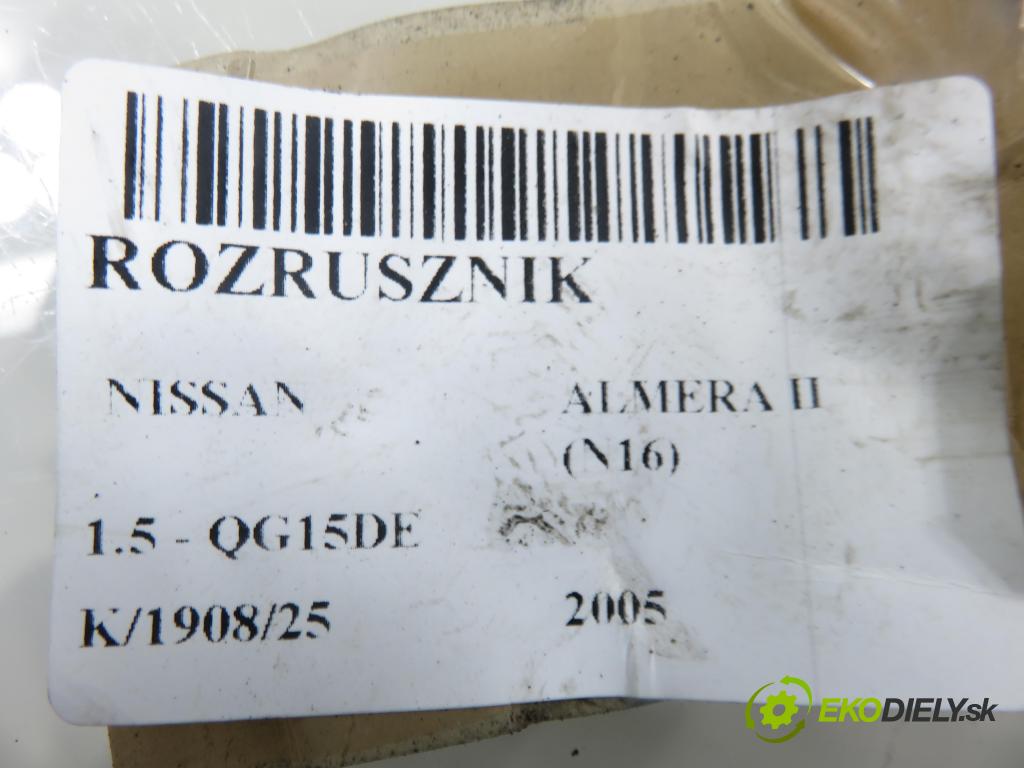 ROZRUSZNIK
NISSAN ALMERA II
(N16)
1.5 - QG15DE
K/1908/25 2005
EKODIELY.sk